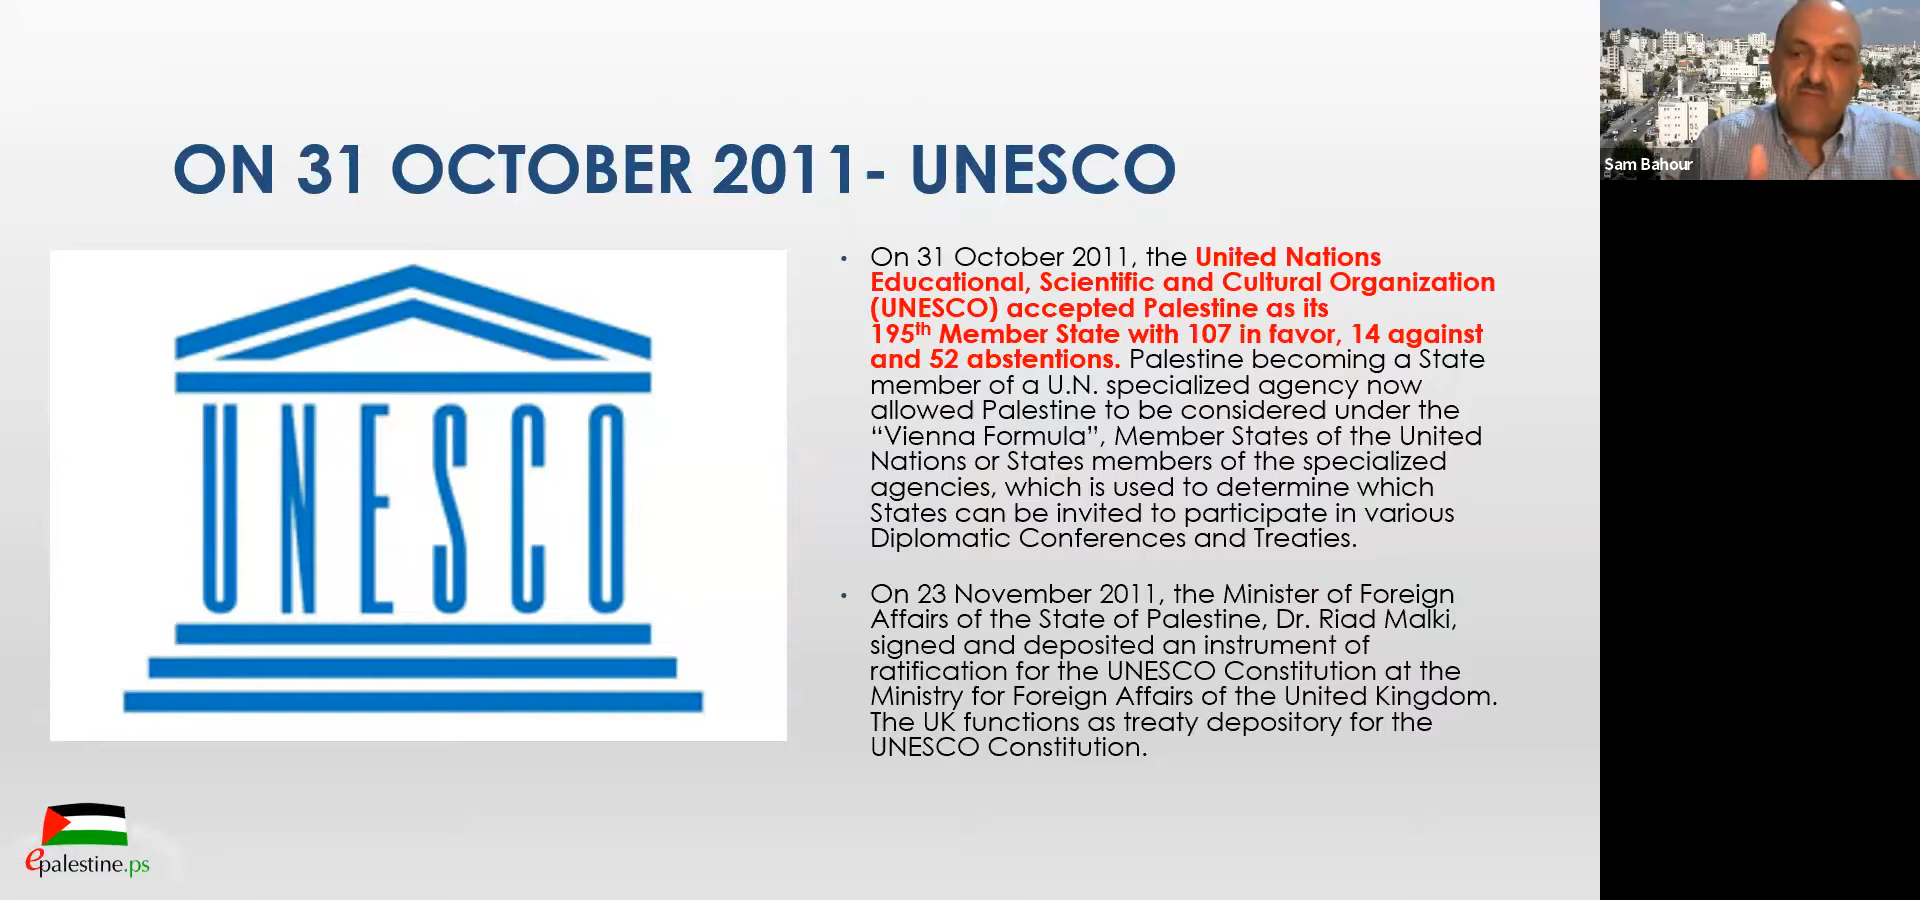 ON 31 OCTOBER 2011- UNESCO
UNESCO
• On 31 October 2011, the United Nations
Educational, Scientific and Cultural Organization
(UNESCO) accepted Palestine as its
195th Member State with 107 in favor, 14 against
and 52 abstentions. Palestine becoming a State
member of a U.N. specialized agency now
allowed Palestine to be considered under the
“Vienna Formula”, Member States of the United
Nations or States members of the specialized
agencies, which is used to determine which
States can be invited to participate in various
Diplomatic Conferences and Treaties.
• On 23 November 2011, the Minister of Foreign
Affairs of the State of Palestine, Dr. Riad Malki,
signed and deposited an instrument of
ratification for the UNESCO Constitution at the
Ministry for Foreign Affairs of the United Kingdom.
The UK functions as treaty depository for the
UNESCO Constitution.
epalestine.ps
Sam Bahour